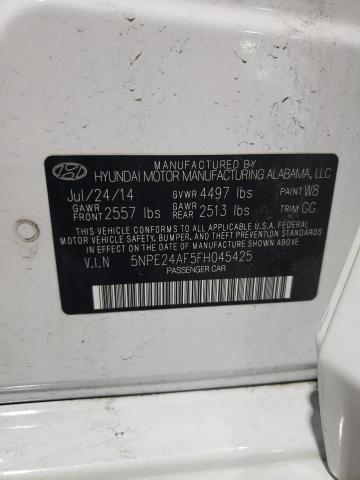 MANUFACTURED BY
HYUNDAI MOTOR MANUFACTURING ALABAMA, LLC
Jul/24/14 GVWR 4497 lbs PAINT W8
GAWR FRONT 2557 lbs GAWR REAR 2513 lbs TRIM GG
THIS VEHICLE CONFORMS TO ALL APPLICABLE U.S.A. FEDERAL
MOTOR VEHICLE SAFETY, BUMPER, AND THEFT PREVENTION STANDARDS
IN EFFECT ON THE DATE OF MANUFACTURE SHOWN ABOVE.
V.I.N 5NPE24AF5FH045425
PASSENGER CAR